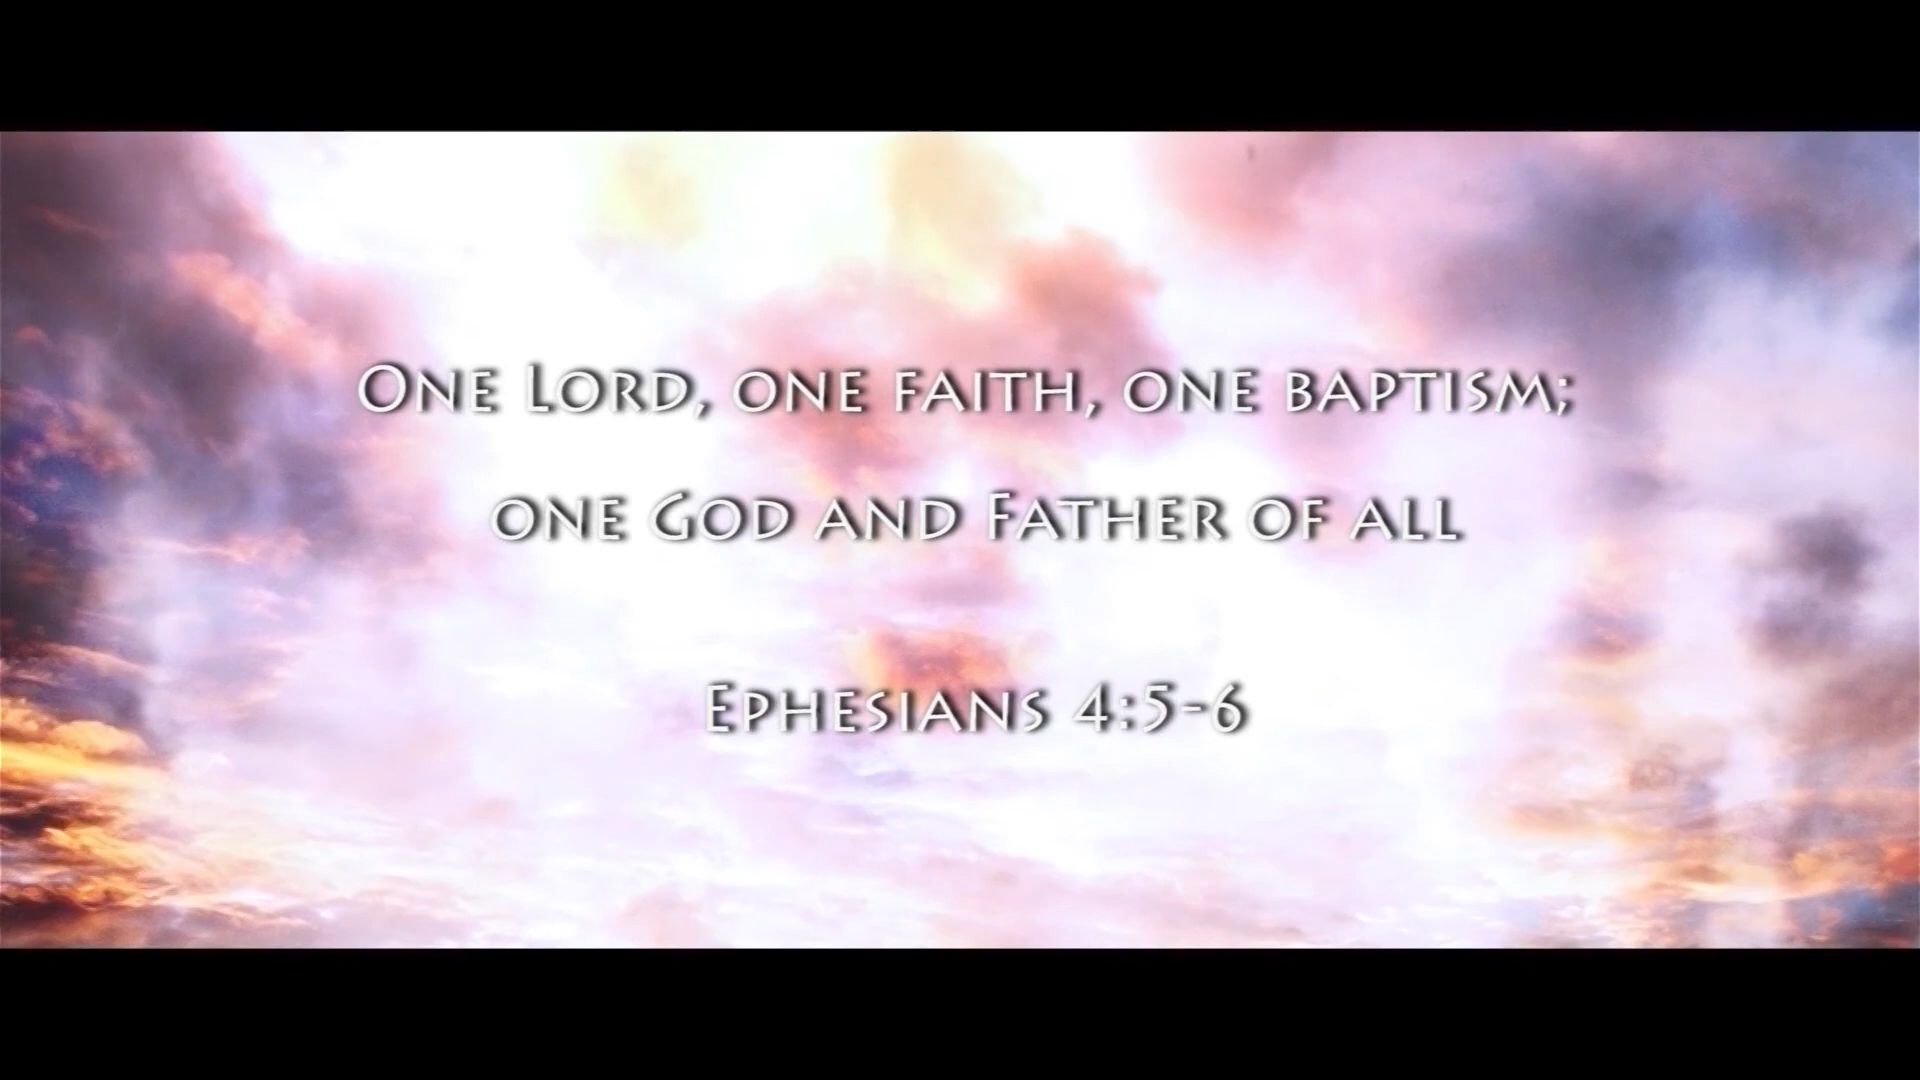 One Lord, one faith, one baptism;
one God and Father of all
Ephesians 4:5-6